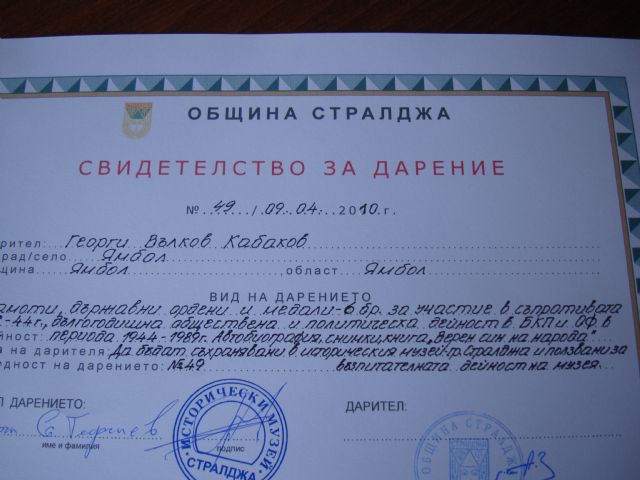 ОБЩИНА СТРАЛДЖА
СВИДЕТЕЛСТВО ЗА ДАРЕНИЕ
№ 49 / 09.04. 2010 г.
рител: Георги Вълков Кабаков
рад/село Ямбол
щина Ямбол, област Ямбол
ВИД НА ДАРЕНИЕТО
амоти, държавни ордени и медали-6 бр. за участие в съпротивата
-44г., дългогодишна обществена и политическа дейност в БКП и ОФ в
ност: периода 1944-1989г. Автобиография, снимки, книга „Верен син на народа"
а на дарителя: Да бъдат съхранявани в историческия музей-гр. Стралджа и ползвани за
едност на дарението: №49 възпитателната дейност на музея
Л ДАРЕНИЕТО: ДАРИТЕЛ:
име и фамилия подпис
ИСТОРИЧЕСКИ МУЗЕЙ
СТРАЛДЖА
ОБЩИНА СТРАЛДЖА